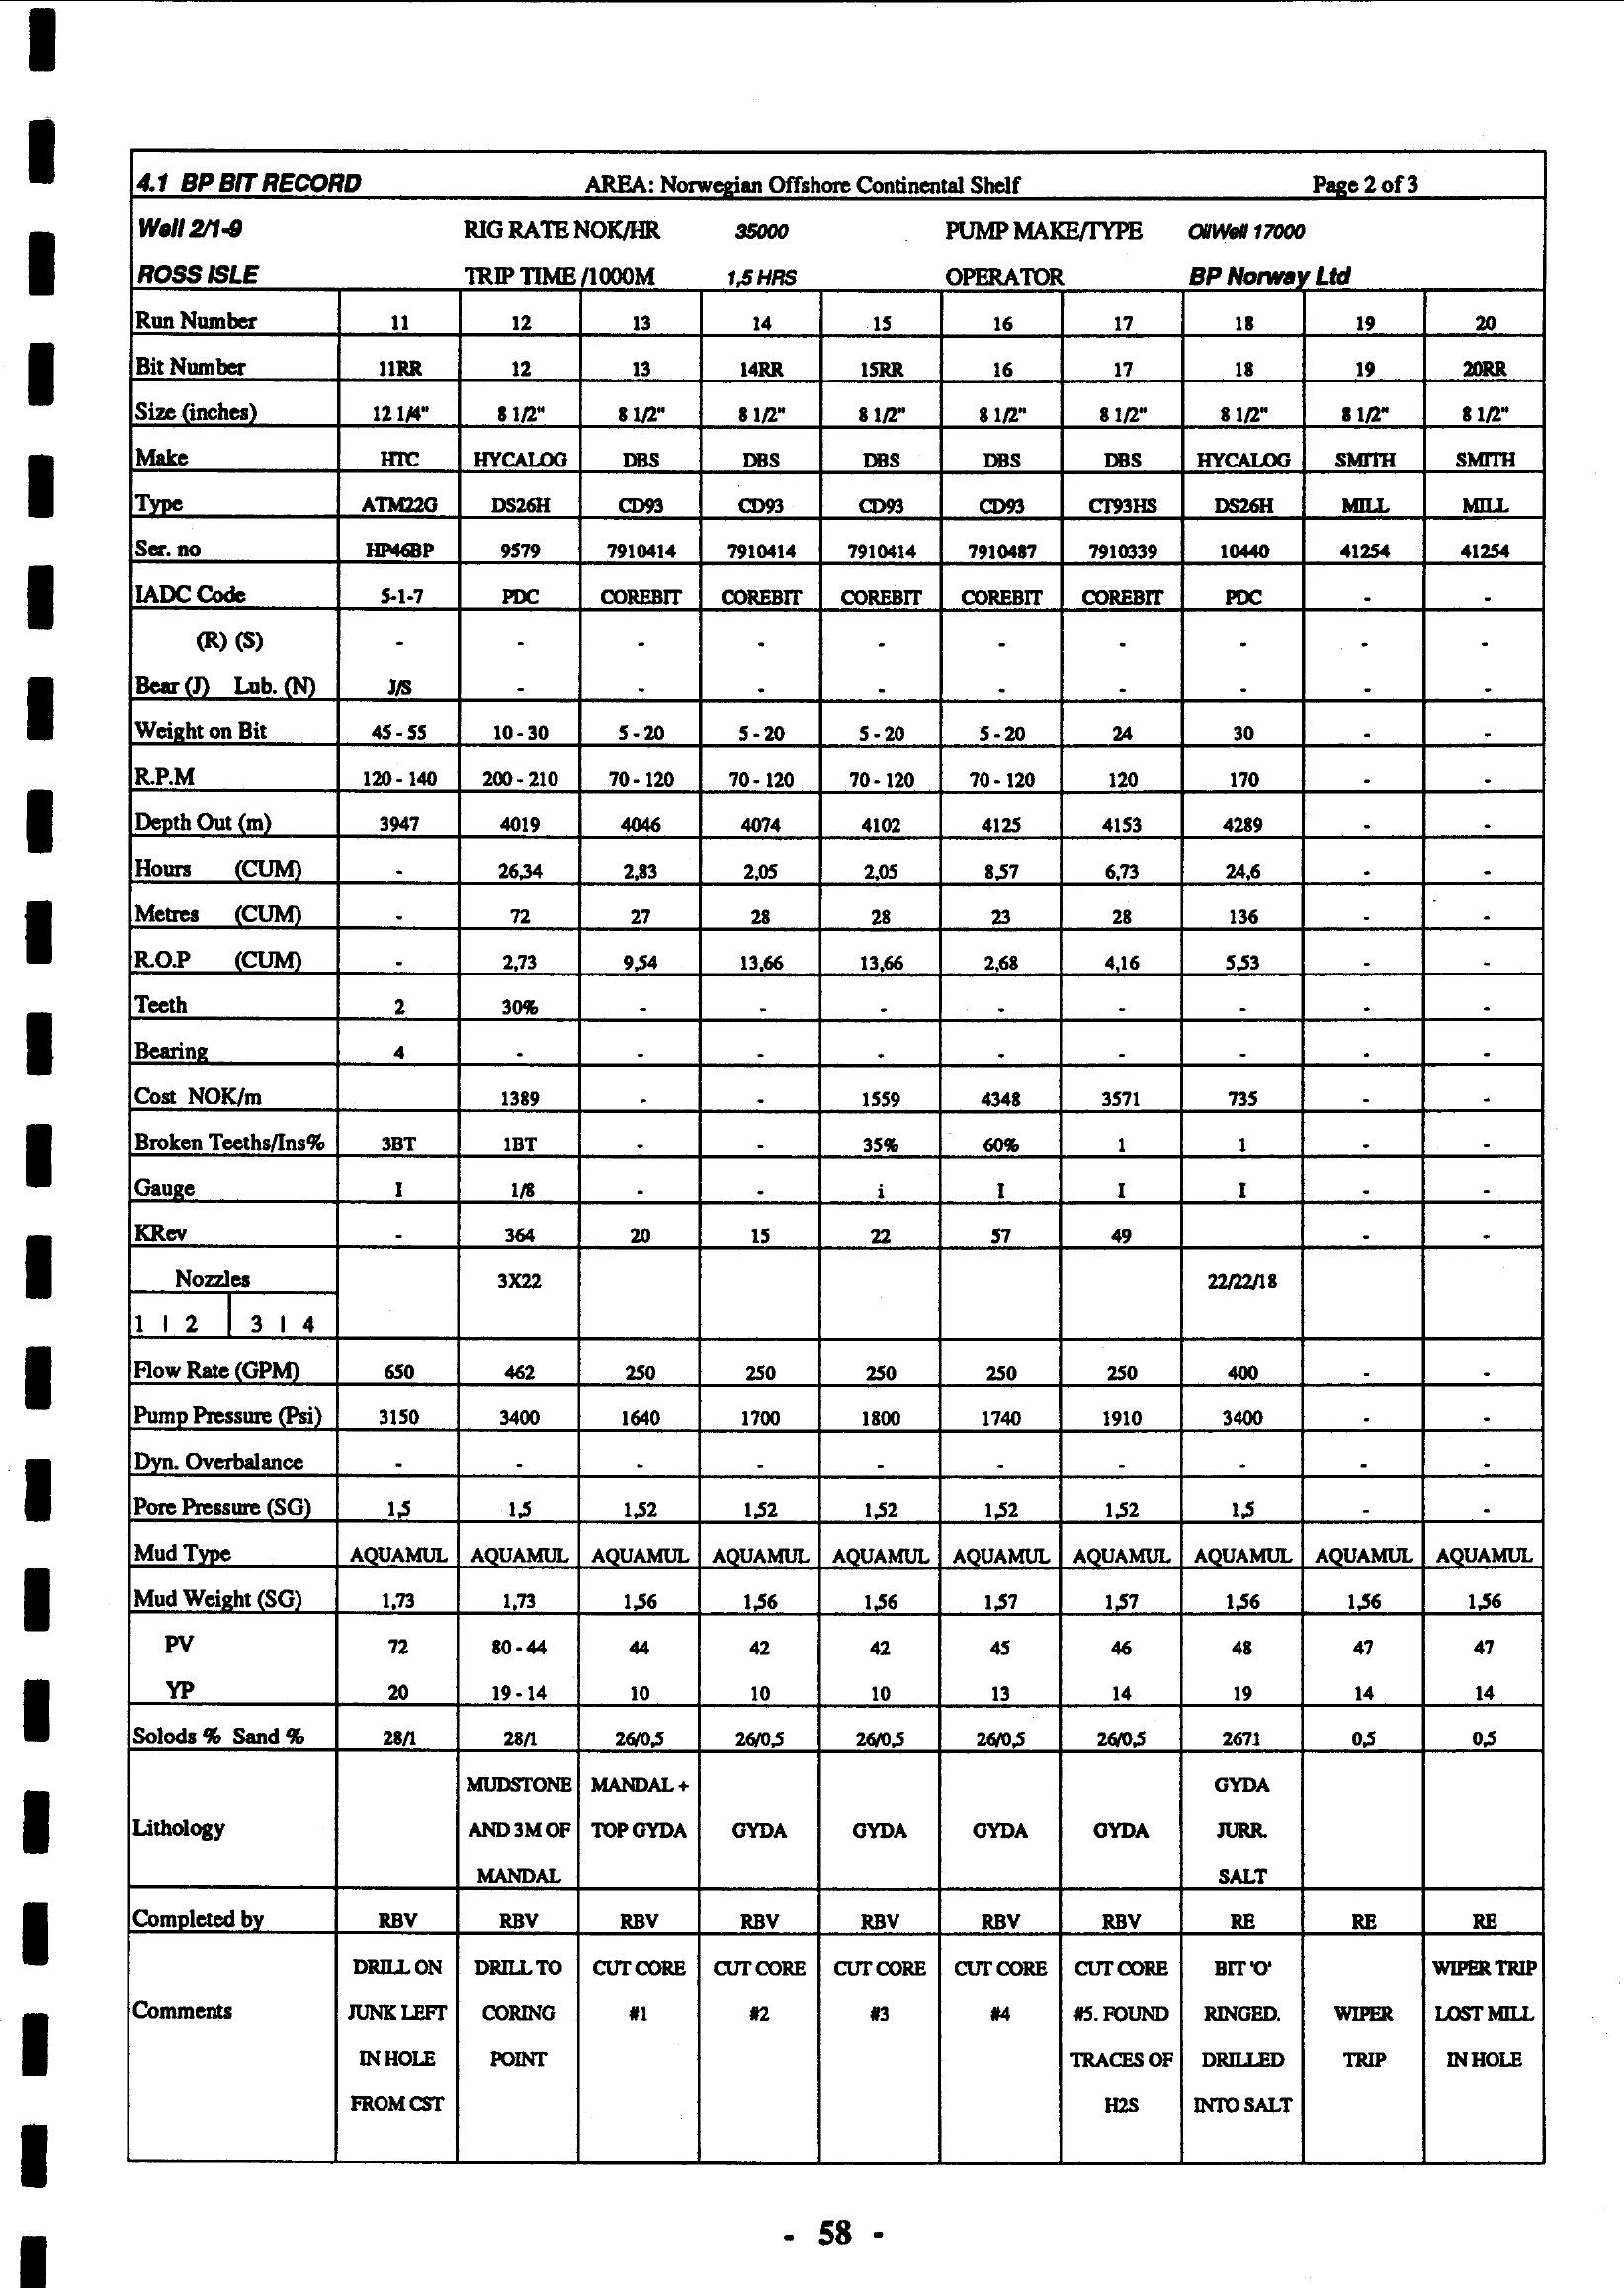 4.1 BP BIT RECORD AREA: Norwegian Offshore Continental Shelf Page 2 of 3
Well 2/1-9 RIG RATE NOK/HR 35000 PUMP MAKE/TYPE OilWell 17000
ROSS ISLE TRIP TIME /1000M 1,5 HRS OPERATOR BP Norway Ltd
Run Number 11 12 13 14 15 16 17 18 19 20
Bit Number 11RR 12 13 14RR 15RR 16 17 18 19 20RR
Size (inches) 12 1/4" 8 1/2" 8 1/2" 8 1/2" 8 1/2" 8 1/2" 8 1/2" 8 1/2" 8 1/2" 8 1/2"
Make HTC HYCALOG DBS DBS DBS DBS DBS HYCALOG SMITH SMITH
Type ATM22G DS26H CD93 CD93 CD93 CD93 CT93HS DS26H MILL MILL
Ser. no HP46BP 9579 7910414 7910414 7910414 7910487 7910339 10440 41254 41254
IADC Code 5-1-7 PDC COREBIT COREBIT COREBIT COREBIT COREBIT PDC - -
(R) (S) - - - - - - - - - -
Bear (J) Lub. (N) J/S - - - - - - - - -
Weight on Bit 45 - 55 10 - 30 5 - 20 5 - 20 5 - 20 5 - 20 24 30 - -
R.P.M 120 - 140 200 - 210 70 - 120 70 - 120 70 - 120 70 - 120 120 170 - -
Depth Out (m) 3947 4019 4046 4074 4102 4125 4153 4289 - -
Hours (CUM) - 26,34 2,83 2,05 2,05 8,57 6,73 24,6 - -
Metres (CUM) - 72 27 28 28 23 28 136 - -
R.O.P (CUM) - 2,73 9,54 13,66 13,66 2,68 4,16 5,53 - -
Teeth 2 30% - - - - - - - -
Bearing 4 - - - - - - - - -
Cost NOK/m 1389 - - 1559 4348 3571 735 - -
Broken Teeths/Ins% 3BT 1BT - - 35% 60% 1 1 - -
Gauge I 1/8 - - i I I I - -
KRev - 364 20 15 22 57 49 - -
Nozzles 3X22 22/22/18
1 | 2 | 3 | 4
Flow Rate (GPM) 650 462 250 250 250 250 250 400 - -
Pump Pressure (Psi) 3150 3400 1640 1700 1800 1740 1910 3400 - -
Dyn. Overbalance - - - - - - - - - -
Pore Pressure (SG) 1,5 1,5 1,52 1,52 1,52 1,52 1,52 1,5 - -
Mud Type AQUAMUL AQUAMUL AQUAMUL AQUAMUL AQUAMUL AQUAMUL AQUAMUL AQUAMUL AQUAMUL AQUAMUL
Mud Weight (SG) 1,73 1,73 1,56 1,56 1,56 1,57 1,57 1,56 1,56 1,56
PV 72 80 - 44 44 42 42 45 46 48 47 47
YP 20 19 - 14 10 10 10 13 14 19 14 14
Solods % Sand % 28/1 28/1 26/0,5 26/0,5 26/0,5 26/0,5 26/0,5 2671 0,5 0,5
MUDSTONE MANDAL + GYDA
Lithology AND 3M OF TOP GYDA GYDA GYDA GYDA GYDA JURR.
MANDAL SALT
Completed by RBV RBV RBV RBV RBV RBV RBV RE RE RE
DRILL ON DRILL TO CUT CORE CUT CORE CUT CORE CUT CORE CUT CORE BIT 'O' WIPER TRIP
Comments JUNK LEFT CORING #1 #2 #3 #4 #5. FOUND RINGED. WIPER LOST MILL
IN HOLE POINT TRACES OF DRILLED TRIP IN HOLE
FROM CST H2S INTO SALT
- 58 -